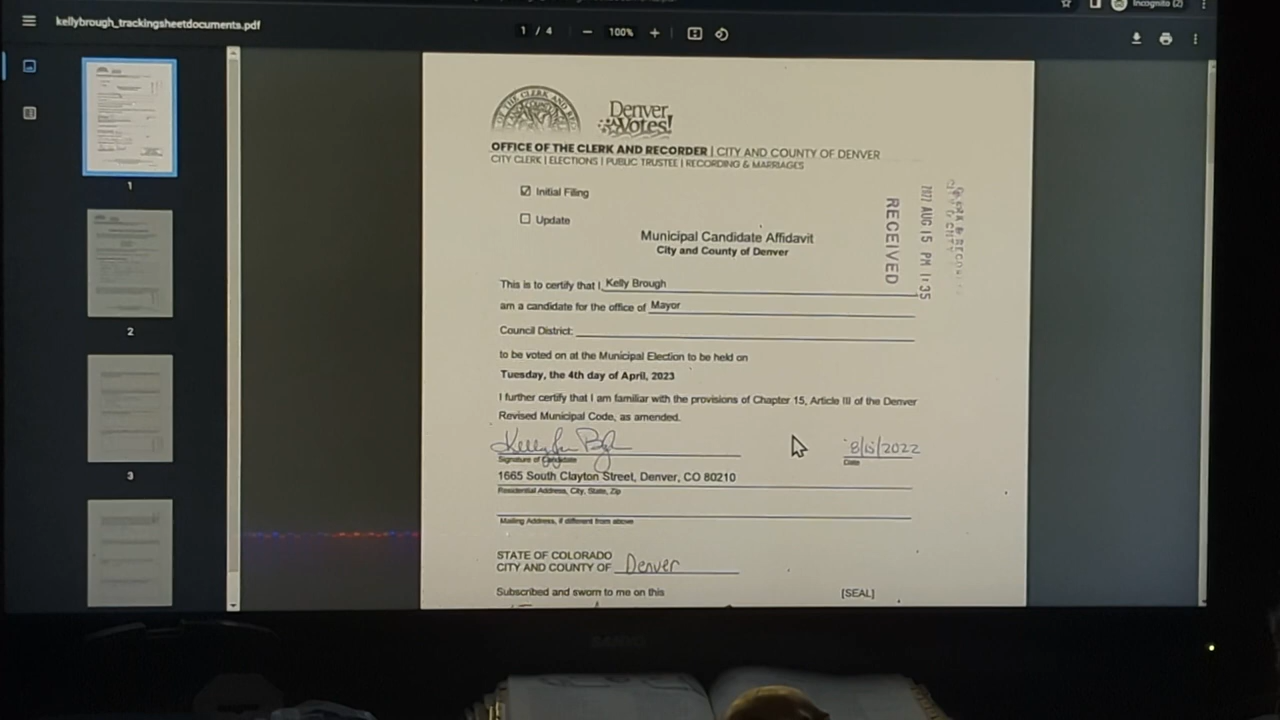 kellybrough_trackingsheetdocuments.pdf
1 / 4
100%
Incognito (2)
1
2
3
Denver
Votes!
OFFICE OF THE CLERK AND RECORDER | CITY AND COUNTY OF DENVER
CITY CLERK | ELECTIONS | PUBLIC TRUSTEE | RECORDING & MARRIAGES
Initial Filing
Update
RECEIVED
2022 AUG 15 PM 1:35
Municipal Candidate Affidavit
City and County of Denver
This is to certify that I, Kelly Brough
am a candidate for the office of Mayor
Council District:
to be voted on at the Municipal Election to be held on
Tuesday, the 4th day of April, 2023
I further certify that I am familiar with the provisions of Chapter 15, Article III of the Denver
Revised Municipal Code, as amended.
8/15/2022
Signature of Candidate
Date
1665 South Clayton Street, Denver, CO 80210
Residential Address, City, State, Zip
Mailing Address, if different from above
STATE OF COLORADO
CITY AND COUNTY OF Denver
Subscribed and sworn to me on this
[SEAL]